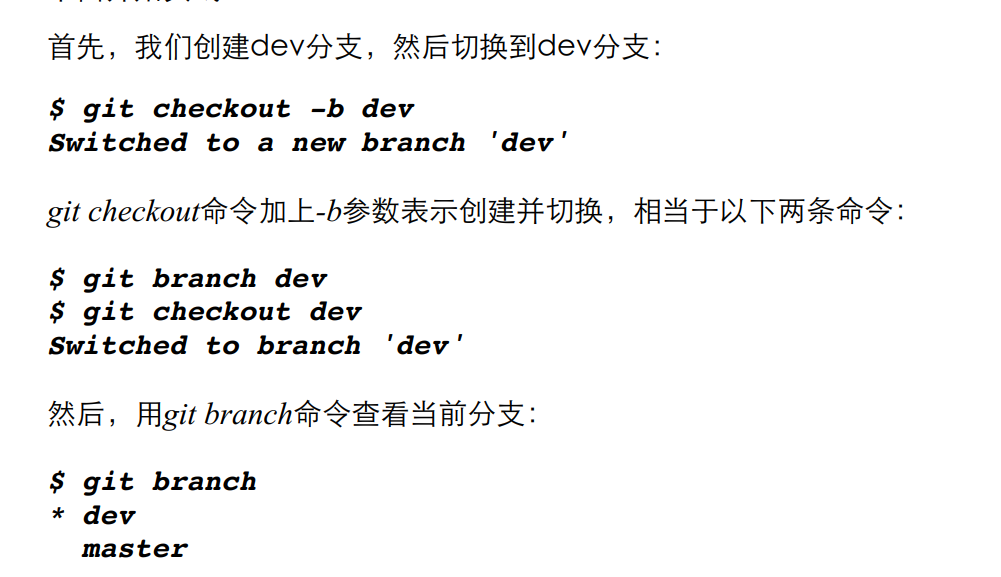 首先，我们创建dev分支，然后切换到dev分支：
$ git checkout -b dev
Switched to a new branch 'dev'
git checkout命令加上-b参数表示创建并切换，相当于以下两条命令：
$ git branch dev
$ git checkout dev
Switched to branch 'dev'
然后，用git branch命令查看当前分支：
$ git branch
* dev
  master